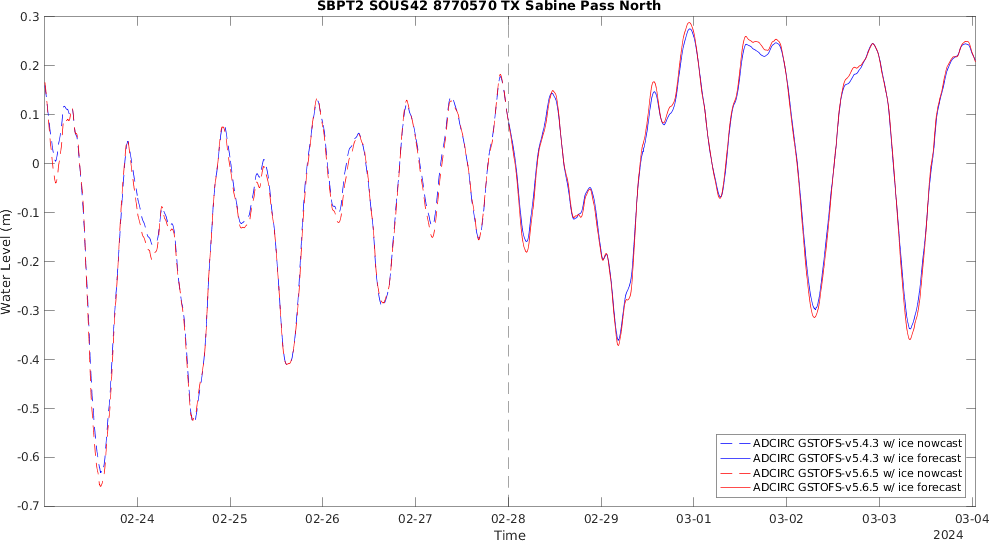 SBPT2 SOUS42 8770570 TX Sabine Pass North
Water Level (m)
0.3
0.2
0.1
0
-0.1
-0.2
-0.3
-0.4
-0.5
-0.6
-0.7
ADCIRC GSTOFS-v5.4.3 w/ ice nowcast
ADCIRC GSTOFS-v5.4.3 w/ ice forecast
ADCIRC GSTOFS-v5.6.5 w/ ice nowcast
ADCIRC GSTOFS-v5.6.5 w/ ice forecast
02-24 02-25 02-26 02-27 02-28 02-29 03-01 03-02 03-03 03-04
Time
2024